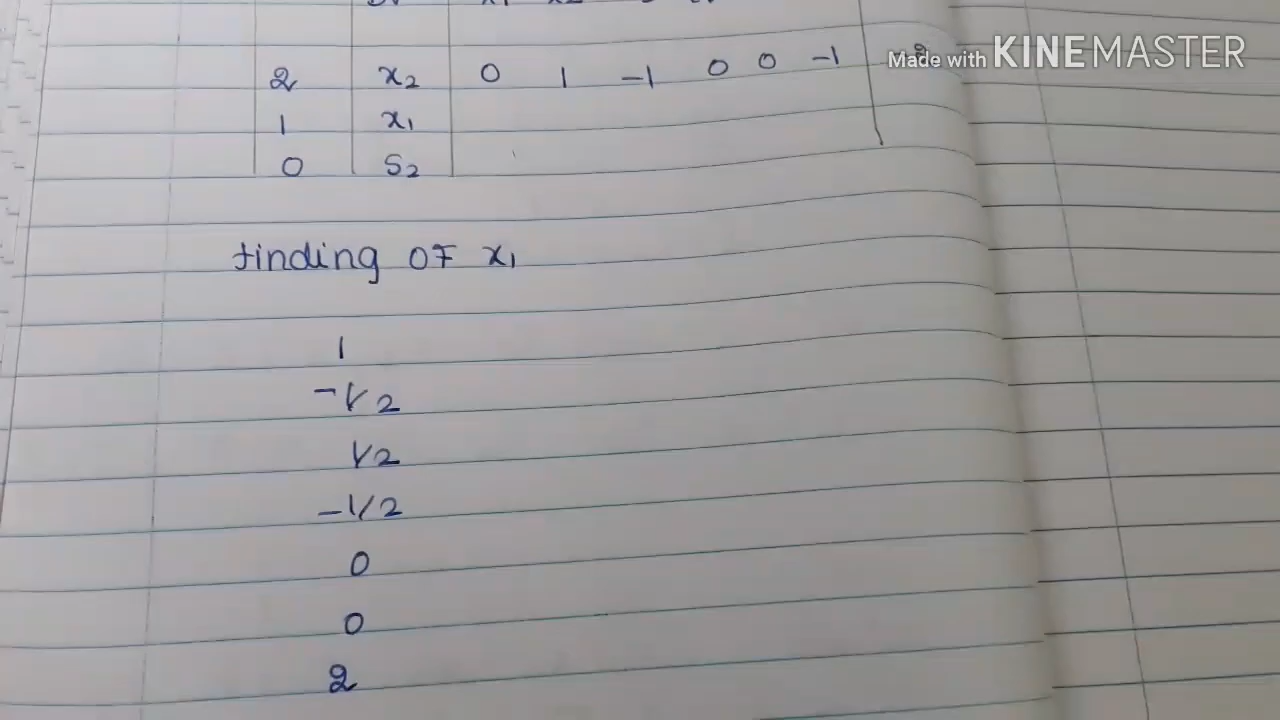 2 x₂ 0 1 -1 0 0 -1
Made with KINEMASTER
1 x₁
0 S₂
finding of x₁
1
-1/2
1/2
-1/2
0
0
2